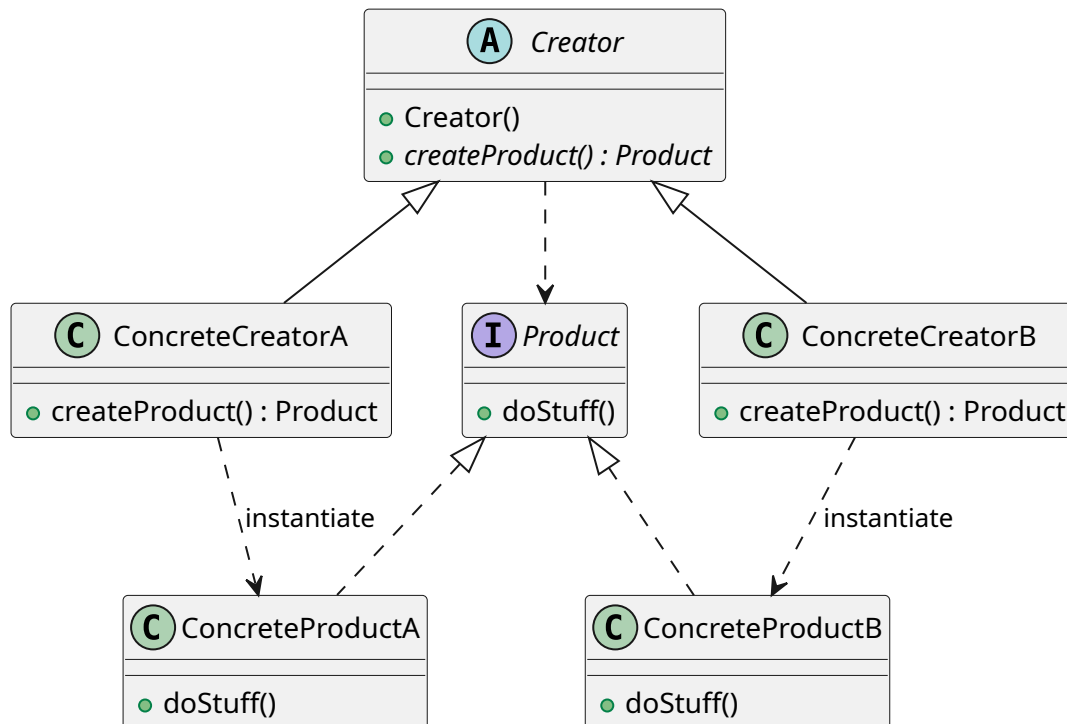 A Creator
Creator()
createProduct() : Product
C ConcreteCreatorA
createProduct() : Product
I Product
doStuff()
C ConcreteCreatorB
createProduct() : Product
instantiate
instantiate
C ConcreteProductA
doStuff()
C ConcreteProductB
doStuff()